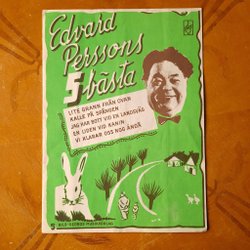 Edvard
Perssons
5 bästa
LITE GRANN FRÅN OVAN
KALLE PÅ SPÅNGEN
JAG HAR BOTT VID EN LANDSVÄG
EN LIDEN VID KANIN
VI KLARAR OSS NOG ÄNDÅ